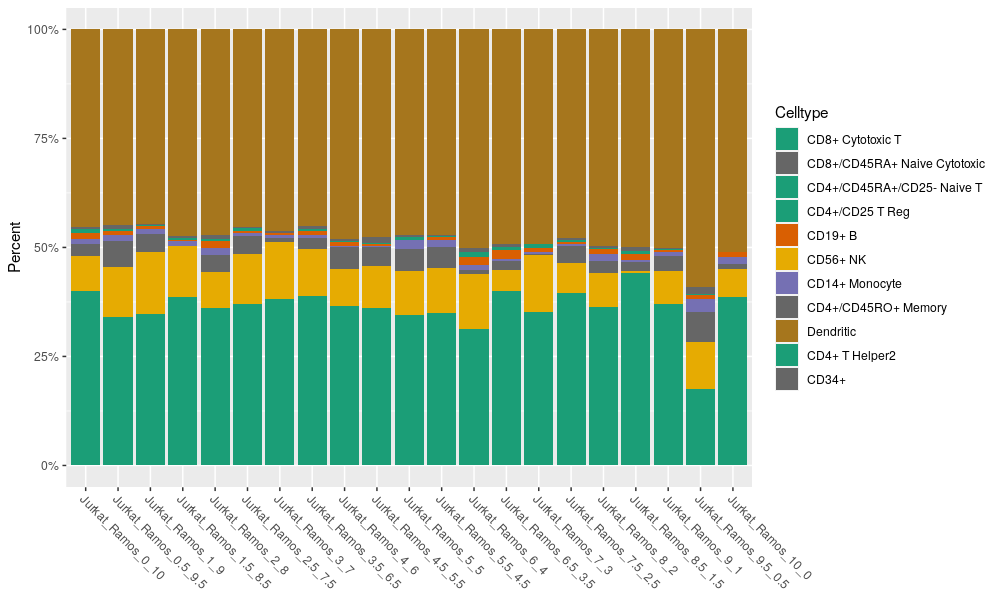 100%
75%
50%
25%
0%
Percent
Jurkat_Ramos_0_10
Jurkat_Ramos_0.5_9.5
Jurkat_Ramos_1_9
Jurkat_Ramos_1.5_8.5
Jurkat_Ramos_2_8
Jurkat_Ramos_2.5_7.5
Jurkat_Ramos_3_7
Jurkat_Ramos_3.5_6.5
Jurkat_Ramos_4_6
Jurkat_Ramos_4.5_5.5
Jurkat_Ramos_5_5
Jurkat_Ramos_5.5_4.5
Jurkat_Ramos_6_4
Jurkat_Ramos_6.5_3.5
Jurkat_Ramos_7_3
Jurkat_Ramos_7.5_2.5
Jurkat_Ramos_8_2
Jurkat_Ramos_8.5_1.5
Jurkat_Ramos_9_1
Jurkat_Ramos_9.5_0.5
Jurkat_Ramos_10_0
Celltype
CD8+ Cytotoxic T
CD8+/CD45RA+ Naive Cytotoxic
CD4+/CD45RA+/CD25- Naive T
CD4+/CD25 T Reg
CD19+ B
CD56+ NK
CD14+ Monocyte
CD4+/CD45RO+ Memory
Dendritic
CD4+ T Helper2
CD34+